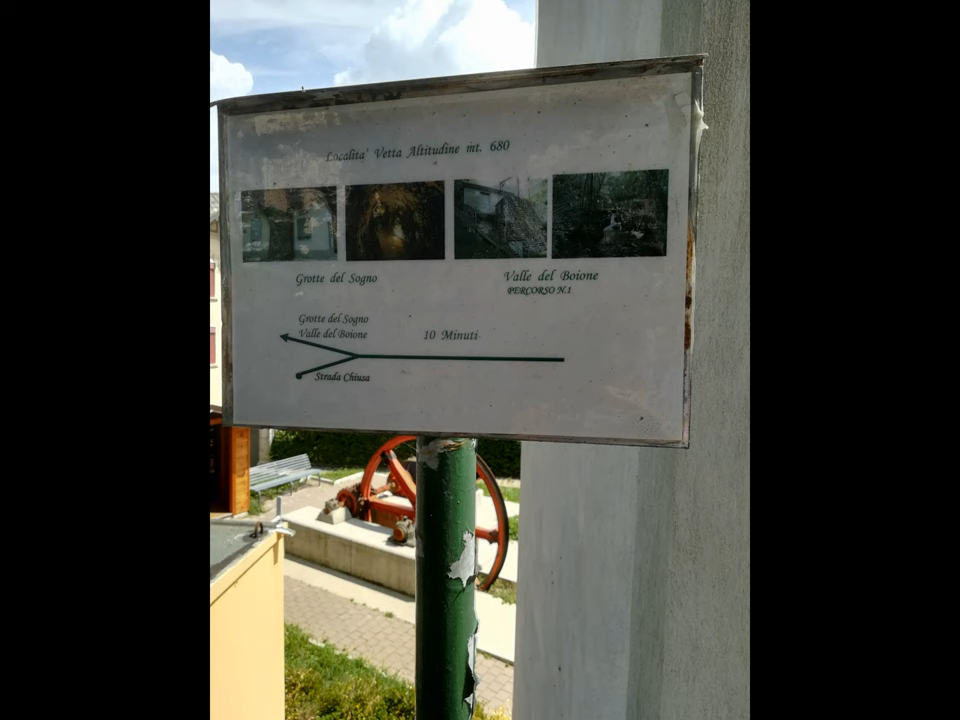 Localita' Vetta Altitudine mt. 680
Grotte del Sogno
Valle del Boione
PERCORSO N.1
Grotte del Sogno
Valle del Boione
10 Minuti
Strada Chiusa